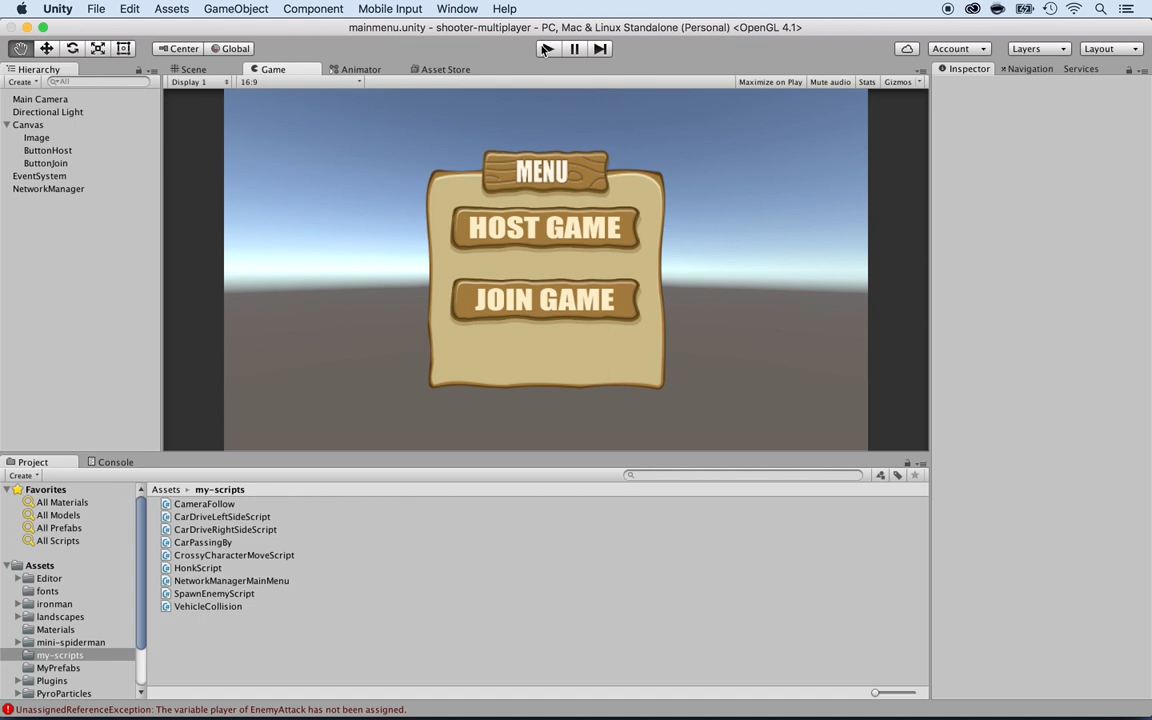 Unity File Edit Assets GameObject Component Mobile Input Window Help
mainmenu.unity - shooter-multiplayer - PC, Mac & Linux Standalone (Personal) <OpenGL 4.1>
Center Global Account Layers Layout
Hierarchy Scene Game Animator Asset Store Inspector Navigation Services
Create All Display 1 16:9 Maximize on Play Mute audio Stats Gizmos
Main Camera
Directional Light
Canvas
Image
ButtonHost
ButtonJoin
EventSystem
NetworkManager
MENU
HOST GAME
JOIN GAME
Project Console
Create
Favorites
All Materials
All Models
All Prefabs
All Scripts
Assets
Editor
fonts
ironman
landscapes
Materials
mini-spiderman
my-scripts
MyPrefabs
Plugins
PyroParticles
Assets my-scripts
CameraFollow
CarDriveLeftSideScript
CarDriveRightSideScript
CarPassingBy
CrossyCharacterMoveScript
HonkScript
NetworkManagerMainMenu
SpawnEnemyScript
VehicleCollision
UnassignedReferenceException: The variable player of EnemyAttack has not been assigned.